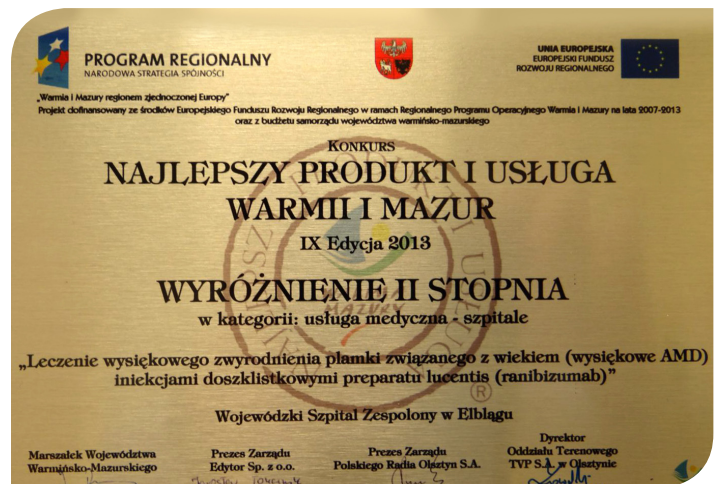 PROGRAM REGIONALNY
NARODOWA STRATEGIA SPÓJNOŚCI
UNIA EUROPEJSKA
EUROPEJSKI FUNDUSZ
ROZWOJU REGIONALNEGO
„Warmia i Mazury regionem zjednoczonej Europy"
Projekt dofinansowany ze środków Europejskiego Funduszu Rozwoju Regionalnego w ramach Regionalnego Programu Operacyjnego Warmia i Mazury na lata 2007-2013
oraz z budżetu samorządu województwa warmińsko-mazurskiego
KONKURS
NAJLEPSZY PRODUKT I USŁUGA
WARMII I MAZUR
IX Edycja 2013
WYRÓŻNIENIE II STOPNIA
w kategorii: usługa medyczna - szpitale
„Leczenie wysiękowego zwyrodnienia plamki związanego z wiekiem (wysiękowe AMD)
iniekcjami doszklistkowymi preparatu lucentis (ranibizumab)"
®
Wojewódzki Szpital Zespolony w Elblągu
Marszałek Województwa
Warmińsko-Mazurskiego
Prezes Zarządu
Edytor Sp. z o.o.
Prezes Zarządu
Polskiego Radia Olsztyn S.A.
Dyrektor
Oddziału Terenowego
TVP S.A. w Olsztynie